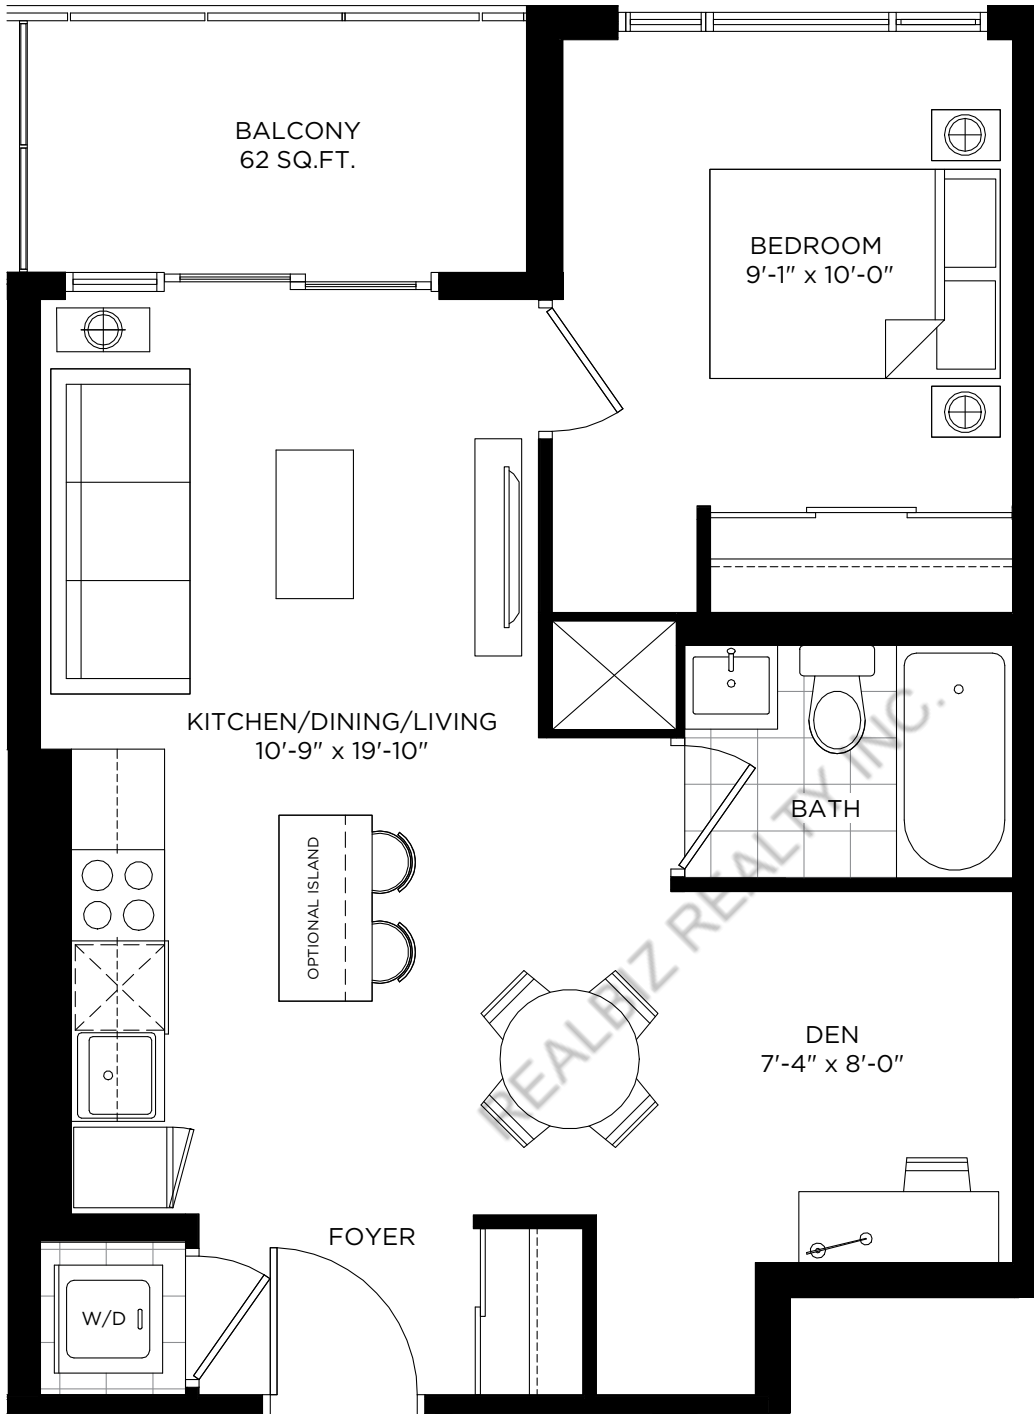 BALCONY
62 SQ.FT.
BEDROOM
9'-1" x 10'-0"
KITCHEN/DINING/LIVING
10'-9" x 19'-10"
BATH
OPTIONAL ISLAND
DEN
7'-4" x 8'-0"
FOYER
W/D
REALBIZ REALTY INC.